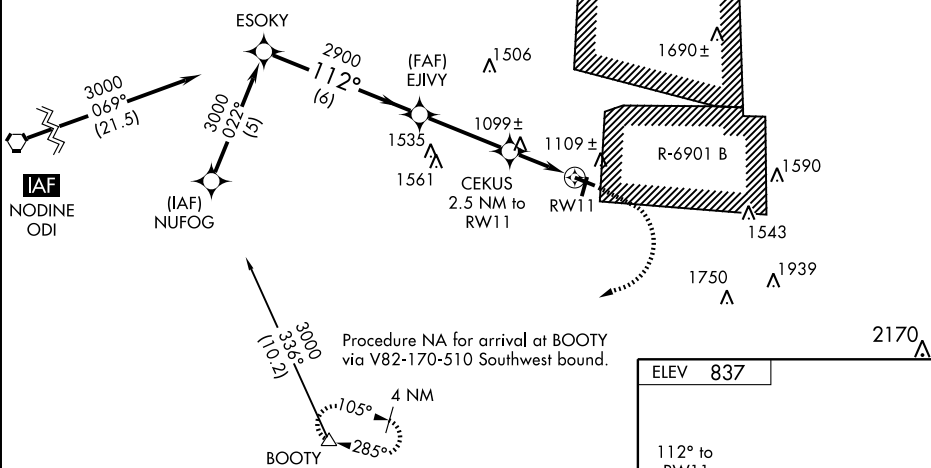 ESOKY
2900
112°
(6)
(FAF)
EJIVY
1506
1690±
3000
069°
(21.5)
3000
022°
(5)
1535
1561
1099±
1109±
R-6901 B
1590
IAF
NODINE
ODI
(IAF)
NUFOG
CEKUS
2.5 NM to
RW11
RW11
1543
1750
1939
3000
336°
(10.2)
Procedure NA for arrival at BOOTY
via V82-170-510 Southwest bound.
2170
ELEV 837
4 NM
105°
285°
BOOTY
112° to
RW11